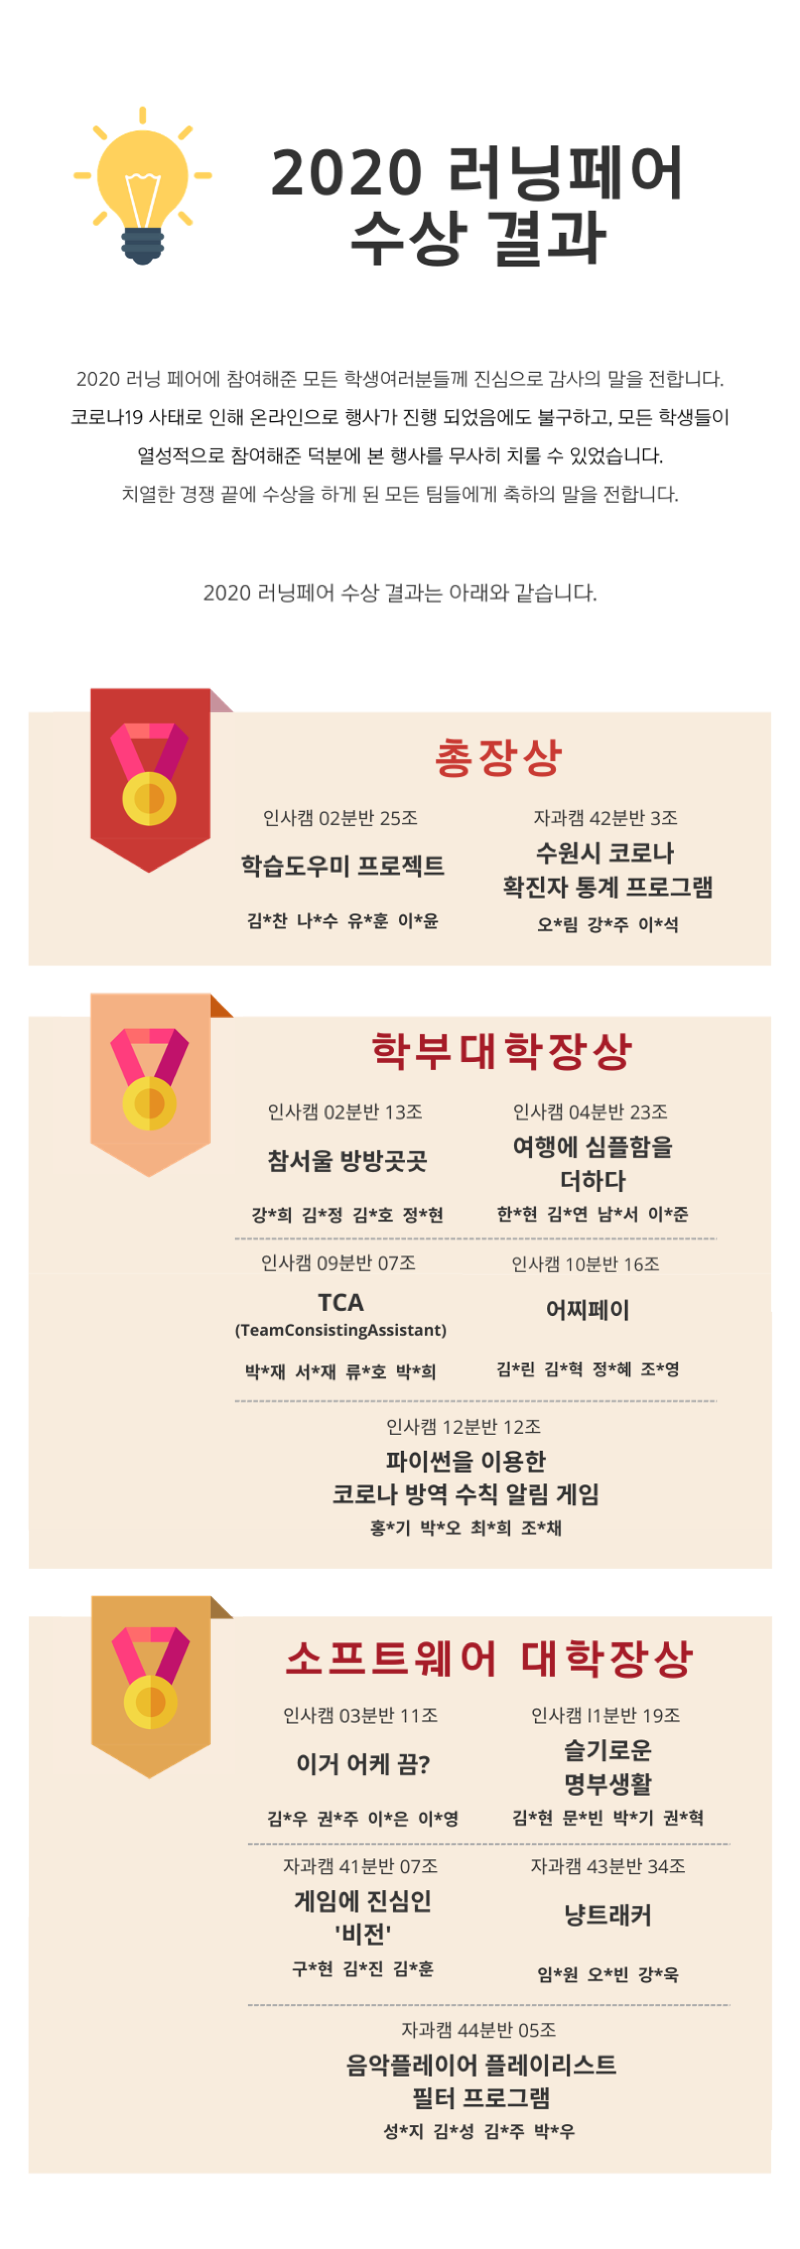 2020 러닝페어
수상 결과
2020 러닝 페어에 참여해준 모든 학생여러분들께 진심으로 감사의 말을 전합니다.
코로나19 사태로 인해 온라인으로 행사가 진행 되었음에도 불구하고, 모든 학생들이
열성적으로 참여해준 덕분에 본 행사를 무사히 치룰 수 있었습니다.
치열한 경쟁 끝에 수상을 하게 된 모든 팀들에게 축하의 말을 전합니다.
2020 러닝페어 수상 결과는 아래와 같습니다.
총장상
인사캠 02분반 25조
학습도우미 프로젝트
김*찬 나*수 유*훈 이*윤
자과캠 42분반 3조
수원시 코로나
확진자 통계 프로그램
오*림 강*주 이*석
학부대학장상
인사캠 02분반 13조
참서울 방방곳곳
강*희 김*정 김*호 정*현
인사캠 04분반 23조
여행에 심플함을
더하다
한*현 김*연 남*서 이*준
인사캠 09분반 07조
TCA
(TeamConsistingAssistant)
박*재 서*재 류*호 박*희
인사캠 10분반 16조
어찌페이
김*린 김*혁 정*혜 조*영
인사캠 12분반 12조
파이썬을 이용한
코로나 방역 수칙 알림 게임
홍*기 박*오 최*희 조*채
소프트웨어 대학장상
인사캠 03분반 11조
이거 어케 끔?
김*우 권*주 이*은 이*영
인사캠 l1분반 19조
슬기로운
명부생활
김*현 문*빈 박*기 권*혁
자과캠 41분반 07조
게임에 진심인
'비전'
구*현 김*진 김*훈
자과캠 43분반 34조
냥트래커
임*원 오*빈 강*욱
자과캠 44분반 05조
음악플레이어 플레이리스트
필터 프로그램
성*지 김*성 김*주 박*우